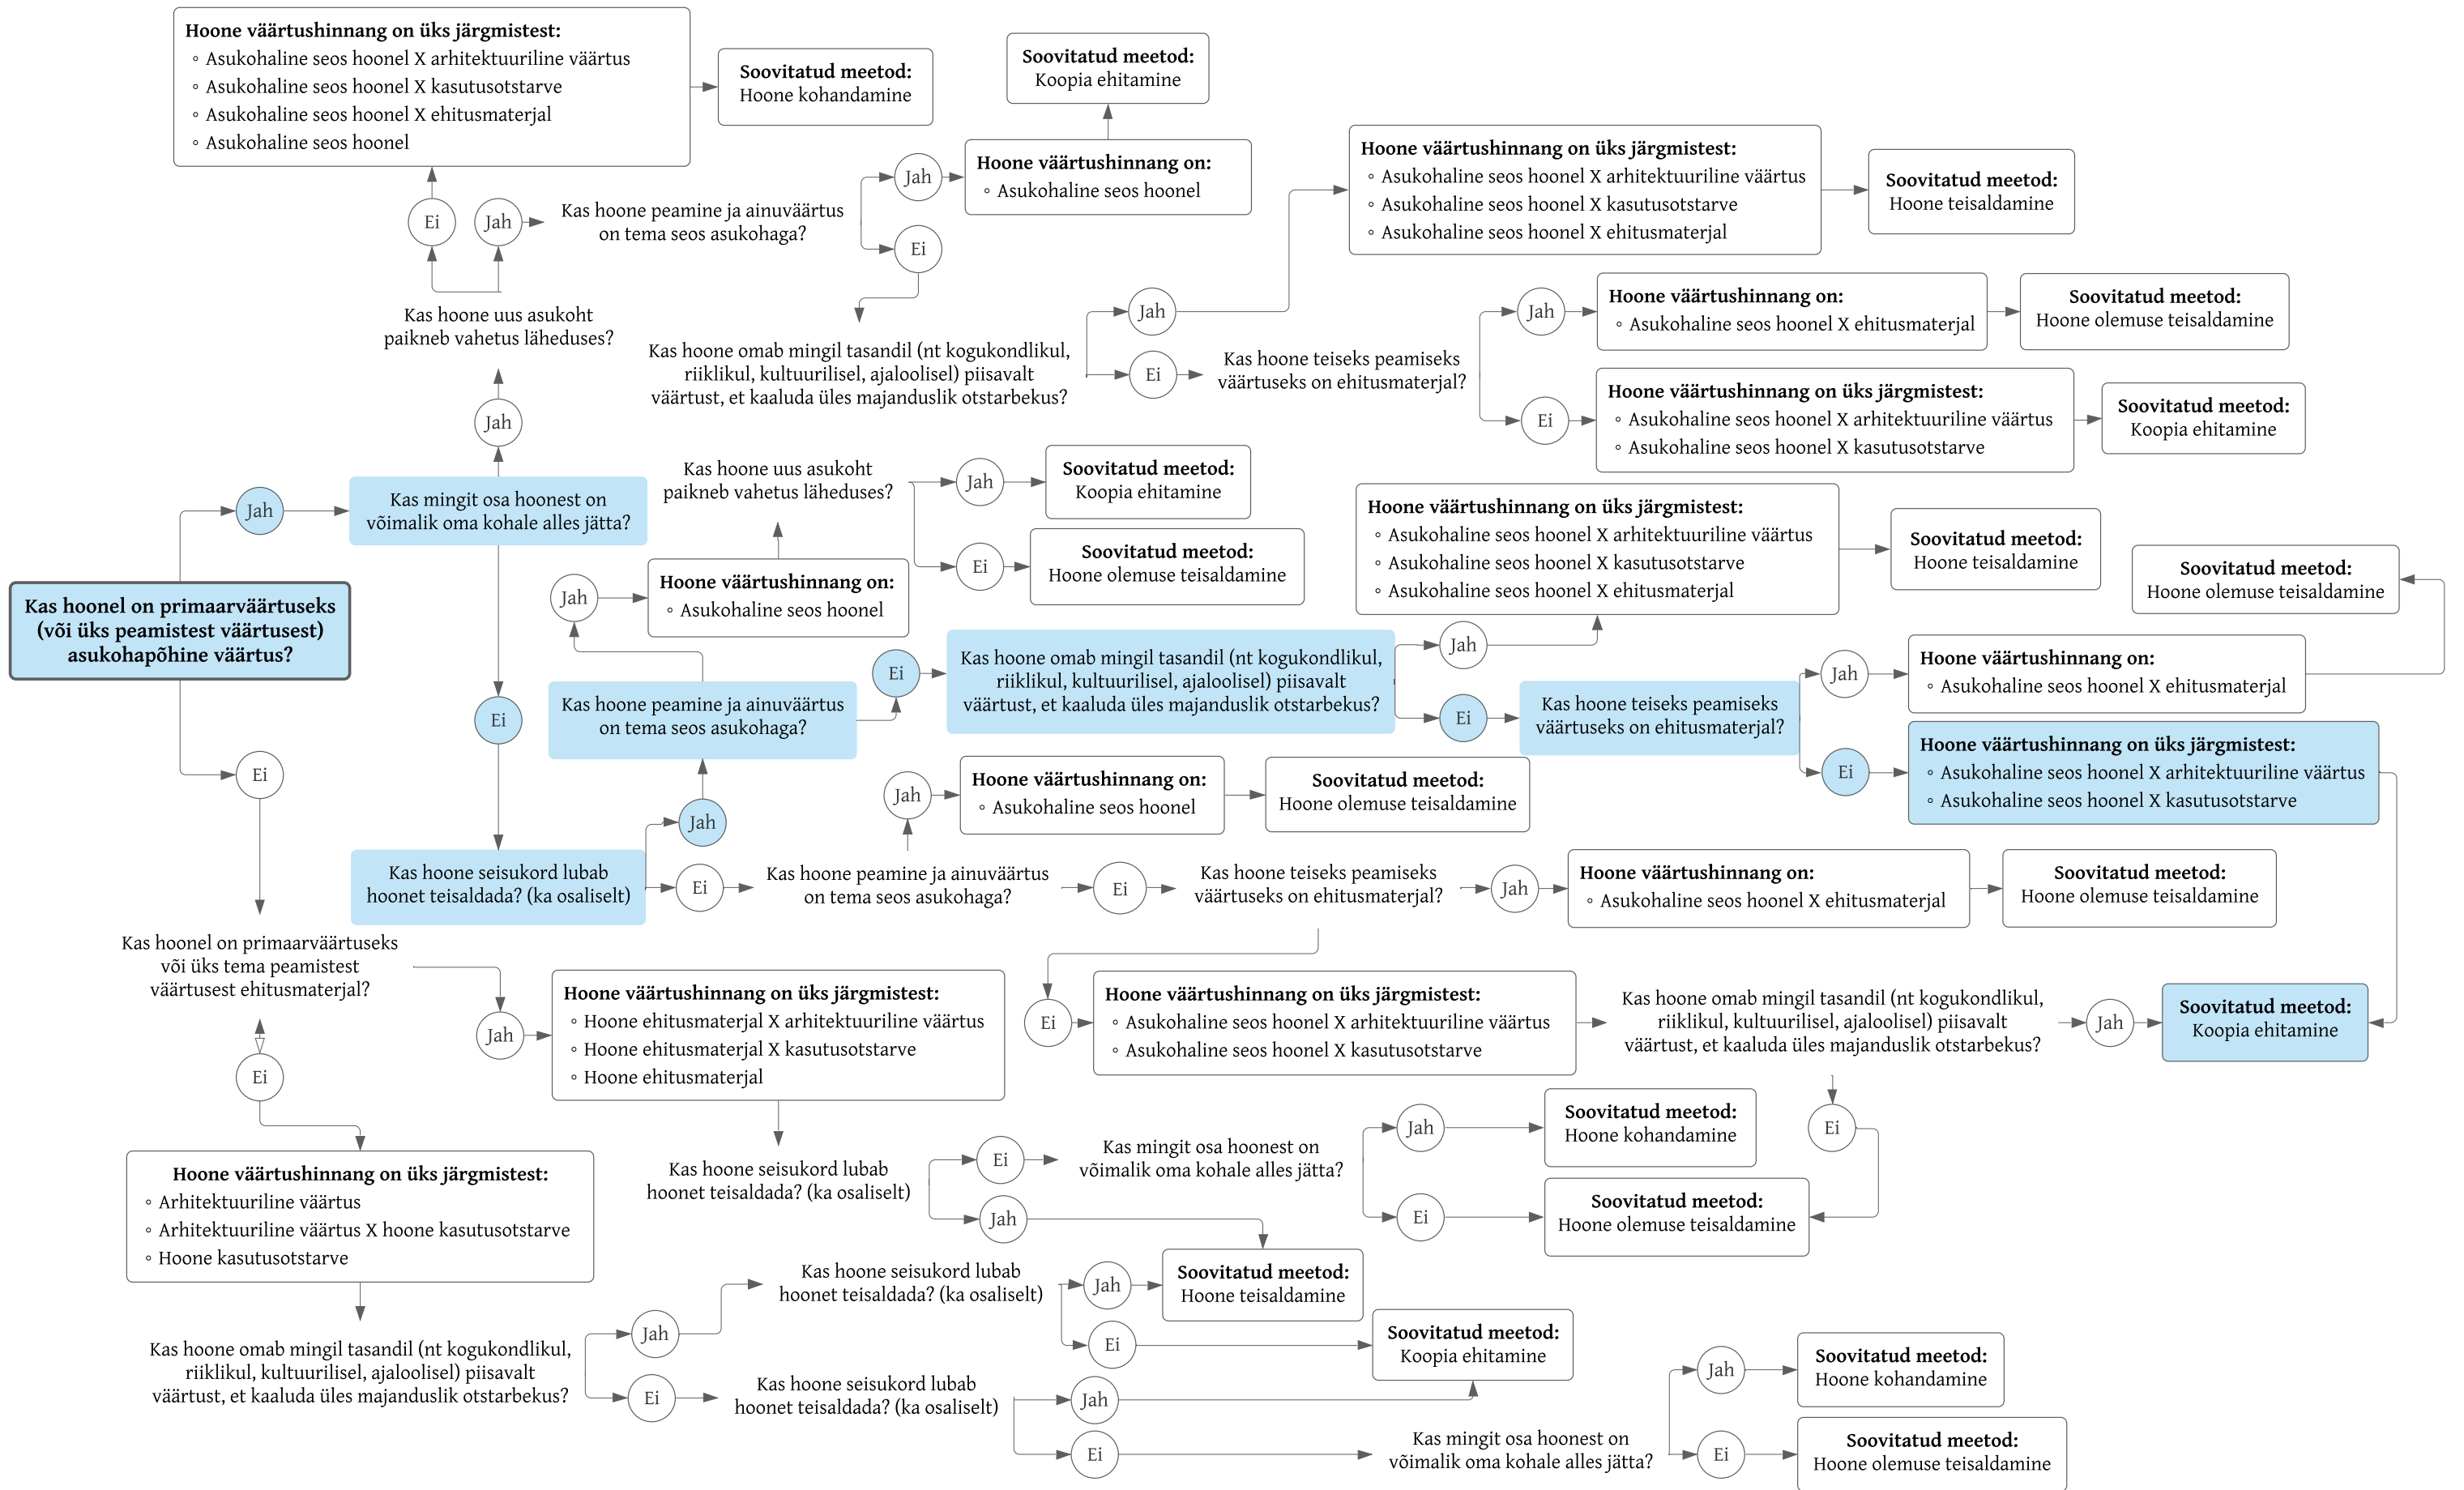 Hoone väärtushinnang on üks järgmistest:
◦ Asukohaline seos hoonel X arhitektuuriline väärtus
◦ Asukohaline seos hoonel X kasutusotstarve
◦ Asukohaline seos hoonel X ehitusmaterjal
◦ Asukohaline seos hoonel
Soovitatud meetod:
Hoone kohandamine
Soovitatud meetod:
Koopia ehitamine
Ei
Jah
Kas hoone peamine ja ainuväärtus
on tema seos asukohaga?
Jah
Ei
Hoone väärtushinnang on:
◦ Asukohaline seos hoonel
Hoone väärtushinnang on üks järgmistest:
◦ Asukohaline seos hoonel X arhitektuuriline väärtus
◦ Asukohaline seos hoonel X kasutusotstarve
◦ Asukohaline seos hoonel X ehitusmaterjal
Soovitatud meetod:
Hoone teisaldamine
Kas hoone uus asukoht
paikneb vahetus läheduses?
Kas hoone omab mingil tasandil (nt kogukondlikul,
riiklikul, kultuurilisel, ajaloolisel) piisavalt
väärtust, et kaaluda üles majanduslik otstarbekus?
Jah
Ei
Kas hoone teiseks peamiseks
väärtuseks on ehitusmaterjal?
Jah
Hoone väärtushinnang on:
◦ Asukohaline seos hoonel X ehitusmaterjal
Soovitatud meetod:
Hoone olemuse teisaldamine
Ei
Hoone väärtushinnang on üks järgmistest:
◦ Asukohaline seos hoonel X arhitektuuriline väärtus
◦ Asukohaline seos hoonel X kasutusotstarve
Soovitatud meetod:
Koopia ehitamine
Jah
Jah
Kas mingit osa hoonest on
võimalik oma kohale alles jätta?
Kas hoone uus asukoht
paikneb vahetus läheduses?
Jah
Soovitatud meetod:
Koopia ehitamine
Ei
Soovitatud meetod:
Hoone olemuse teisaldamine
Hoone väärtushinnang on üks järgmistest:
◦ Asukohaline seos hoonel X arhitektuuriline väärtus
◦ Asukohaline seos hoonel X kasutusotstarve
◦ Asukohaline seos hoonel X ehitusmaterjal
Soovitatud meetod:
Hoone teisaldamine
Soovitatud meetod:
Hoone olemuse teisaldamine
Kas hoonel on primaarväärtuseks
(või üks peamistest väärtusest)
asukohapõhine väärtus?
Jah
Hoone väärtushinnang on:
◦ Asukohaline seos hoonel
Ei
Kas hoone peamine ja ainuväärtus
on tema seos asukohaga?
Ei
Kas hoone omab mingil tasandil (nt kogukondlikul,
riiklikul, kultuurilisel, ajaloolisel) piisavalt
väärtust, et kaaluda üles majanduslik otstarbekus?
Jah
Ei
Kas hoone teiseks peamiseks
väärtuseks on ehitusmaterjal?
Jah
Hoone väärtushinnang on:
◦ Asukohaline seos hoonel X ehitusmaterjal
Ei
Hoone väärtushinnang on üks järgmistest:
◦ Asukohaline seos hoonel X arhitektuuriline väärtus
◦ Asukohaline seos hoonel X kasutusotstarve
Ei
Jah
Jah
Hoone väärtushinnang on:
◦ Asukohaline seos hoonel
Soovitatud meetod:
Hoone olemuse teisaldamine
Kas hoone seisukord lubab
hoonet teisaldada? (ka osaliselt)
Ei
Kas hoone peamine ja ainuväärtus
on tema seos asukohaga?
Ei
Kas hoone teiseks peamiseks
väärtuseks on ehitusmaterjal?
Jah
Hoone väärtushinnang on:
◦ Asukohaline seos hoonel X ehitusmaterjal
Soovitatud meetod:
Hoone olemuse teisaldamine
Kas hoonel on primaarväärtuseks
või üks tema peamistest
väärtusest ehitusmaterjal?
Jah
Hoone väärtushinnang on üks järgmistest:
◦ Hoone ehitusmaterjal X arhitektuuriline väärtus
◦ Hoone ehitusmaterjal X kasutusotstarve
◦ Hoone ehitusmaterjal
Ei
Hoone väärtushinnang on üks järgmistest:
◦ Asukohaline seos hoonel X arhitektuuriline väärtus
◦ Asukohaline seos hoonel X kasutusotstarve
Kas hoone omab mingil tasandil (nt kogukondlikul,
riiklikul, kultuurilisel, ajaloolisel) piisavalt
väärtust, et kaaluda üles majanduslik otstarbekus?
Jah
Soovitatud meetod:
Koopia ehitamine
Ei
Ei
Hoone väärtushinnang on üks järgmistest:
◦ Arhitektuuriline väärtus
◦ Arhitektuuriline väärtus X hoone kasutusotstarve
◦ Hoone kasutusotstarve
Kas hoone seisukord lubab
hoonet teisaldada? (ka osaliselt)
Ei
Jah
Kas mingit osa hoonest on
võimalik oma kohale alles jätta?
Jah
Soovitatud meetod:
Hoone kohandamine
Ei
Soovitatud meetod:
Hoone olemuse teisaldamine
Kas hoone omab mingil tasandil (nt kogukondlikul,
riiklikul, kultuurilisel, ajaloolisel) piisavalt
väärtust, et kaaluda üles majanduslik otstarbekus?
Jah
Kas hoone seisukord lubab
hoonet teisaldada? (ka osaliselt)
Jah
Soovitatud meetod:
Hoone teisaldamine
Ei
Soovitatud meetod:
Koopia ehitamine
Ei
Kas hoone seisukord lubab
hoonet teisaldada? (ka osaliselt)
Jah
Ei
Kas mingit osa hoonest on
võimalik oma kohale alles jätta?
Jah
Soovitatud meetod:
Hoone kohandamine
Ei
Soovitatud meetod:
Hoone olemuse teisaldamine